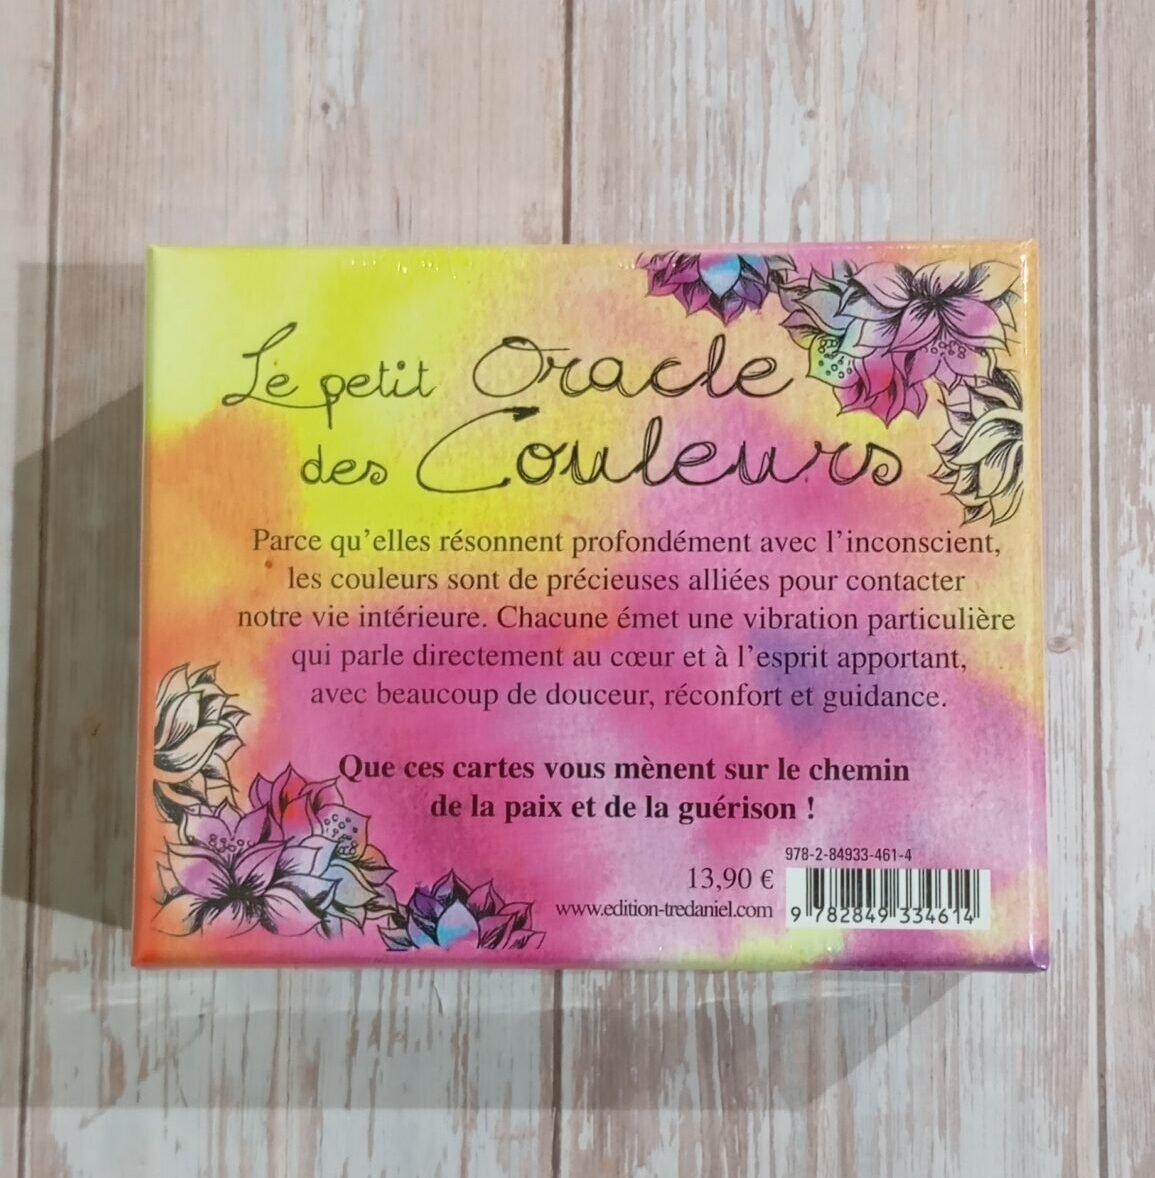 Le petit Oracle
des Couleurs
Parce qu'elles résonnent profondément avec l'inconscient,
les couleurs sont de précieuses alliées pour contacter
notre vie intérieure. Chacune émet une vibration particulière
qui parle directement au cœur et à l'esprit apportant,
avec beaucoup de douceur, réconfort et guidance.
Que ces cartes vous mènent sur le chemin
de la paix et de la guérison !
978-2-84933-461-4
13,90 €
www.edition-tredaniel.com
9 782849 334614